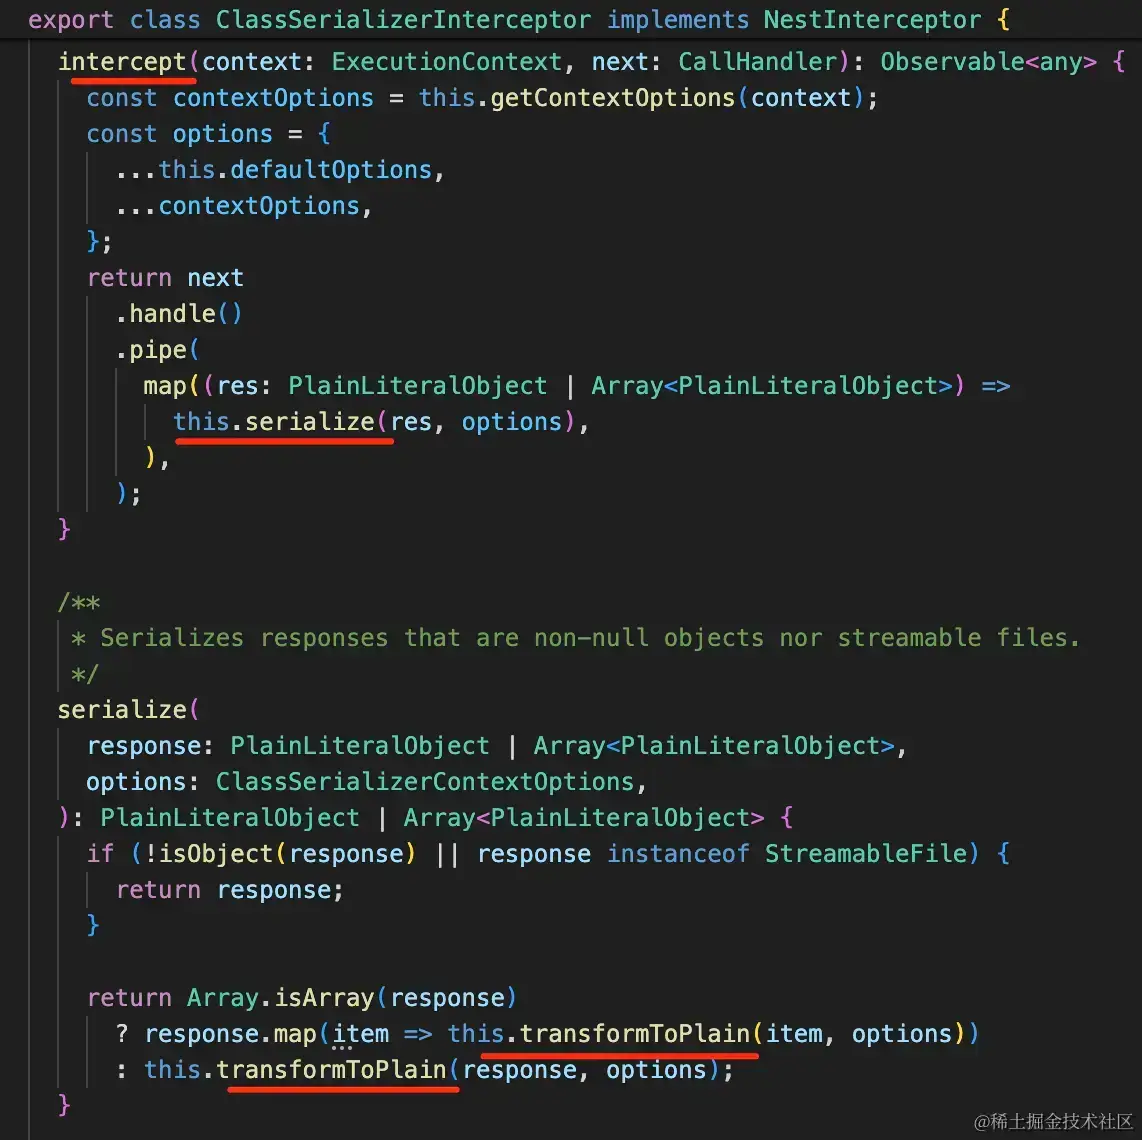 export class ClassSerializerInterceptor implements NestInterceptor {
intercept(context: ExecutionContext, next: CallHandler): Observable<any> {
const contextOptions = this.getContextOptions(context);
const options = {
...this.defaultOptions,
...contextOptions,
};
return next
.handle()
.pipe(
map((res: PlainLiteralObject | Array<PlainLiteralObject>) =>
this.serialize(res, options),
),
);
}
/**
* Serializes responses that are non-null objects nor streamable files.
*/
serialize(
response: PlainLiteralObject | Array<PlainLiteralObject>,
options: ClassSerializerContextOptions,
): PlainLiteralObject | Array<PlainLiteralObject> {
if (!isObject(response) || response instanceof StreamableFile) {
return response;
}
return Array.isArray(response)
? response.map(item => this.transformToPlain(item, options))
: this.transformToPlain(response, options);
}
@稀土掘金技术社区